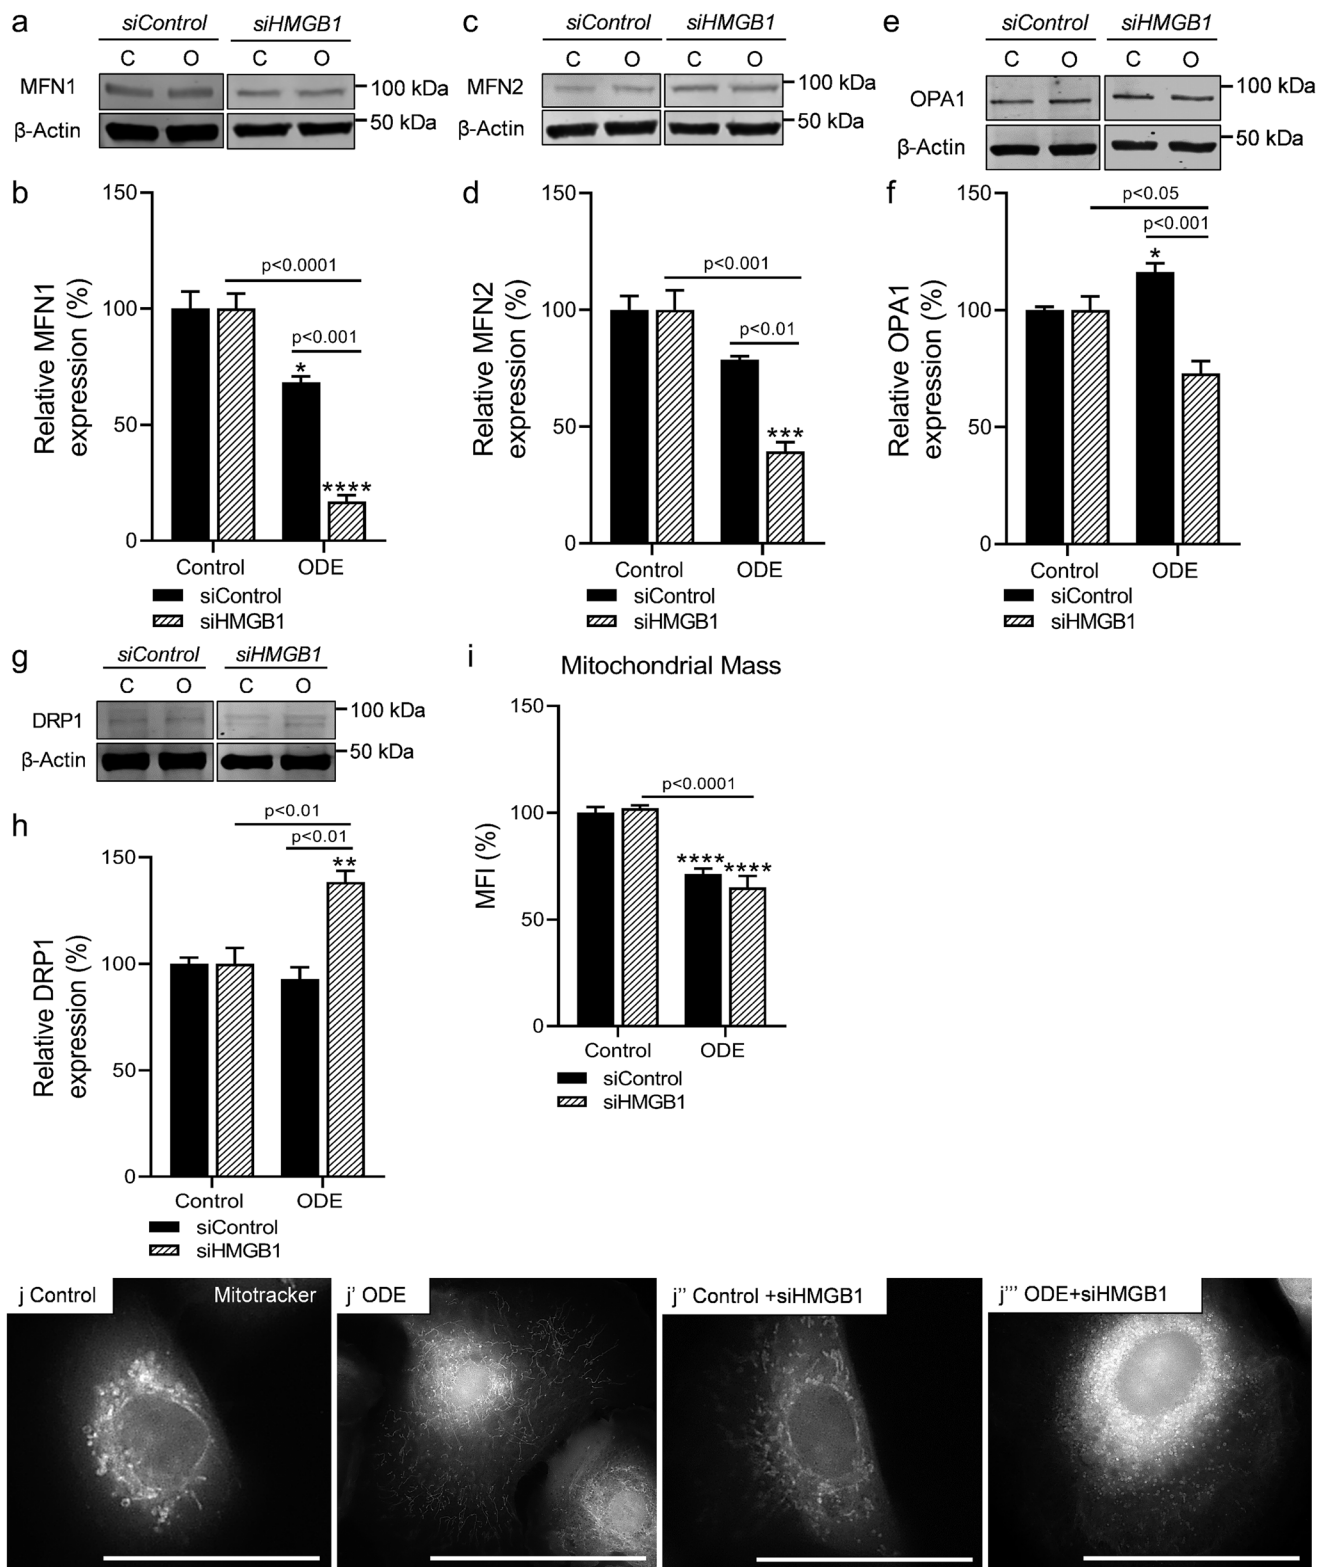 a siControl siHMGB1
C O C O
MFN1 100 kDa
β-Actin 50 kDa
c siControl siHMGB1
C O C O
MFN2 100 kDa
β-Actin 50 kDa
e siControl siHMGB1
C O C O
OPA1 100 kDa
β-Actin 50 kDa
b
Relative MFN1
expression (%)
150
100
50
0
p<0.0001
p<0.001
*
****
Control ODE
siControl
siHMGB1
d
Relative MFN2
expression (%)
150
100
50
0
p<0.001
p<0.01
***
Control ODE
siControl
siHMGB1
f
Relative OPA1
expression (%)
150
100
50
0
p<0.05
p<0.001
*
Control ODE
siControl
siHMGB1
g siControl siHMGB1
C O C O
DRP1 100 kDa
β-Actin 50 kDa
h
Relative DRP1
expression (%)
150
100
50
0
p<0.01
p<0.01
**
Control ODE
siControl
siHMGB1
i Mitochondrial Mass
MFI (%)
150
100
50
0
p<0.0001
**** ****
Control ODE
siControl
siHMGB1
j Control Mitotracker
j' ODE
j'' Control +siHMGB1
j''' ODE+siHMGB1